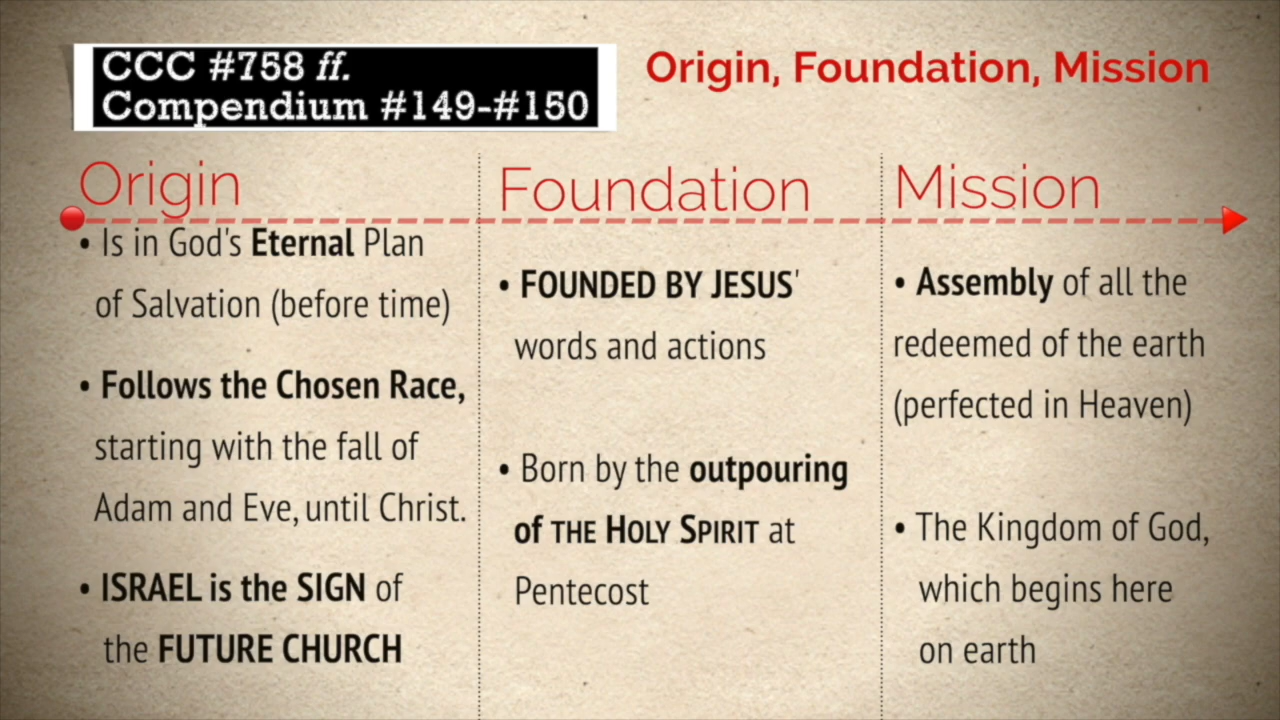 CCC #758 ff.
Compendium #149-#150
Origin, Foundation, Mission
Origin
• Is in God's Eternal Plan
of Salvation (before time)
• Follows the Chosen Race,
starting with the fall of
Adam and Eve, until Christ.
• ISRAEL is the SIGN of
the FUTURE CHURCH
Foundation
• FOUNDED BY JESUS'
words and actions
• Born by the outpouring
of THE HOLY SPIRIT at
Pentecost
Mission
• Assembly of all the
redeemed of the earth
(perfected in Heaven)
• The Kingdom of God,
which begins here
on earth